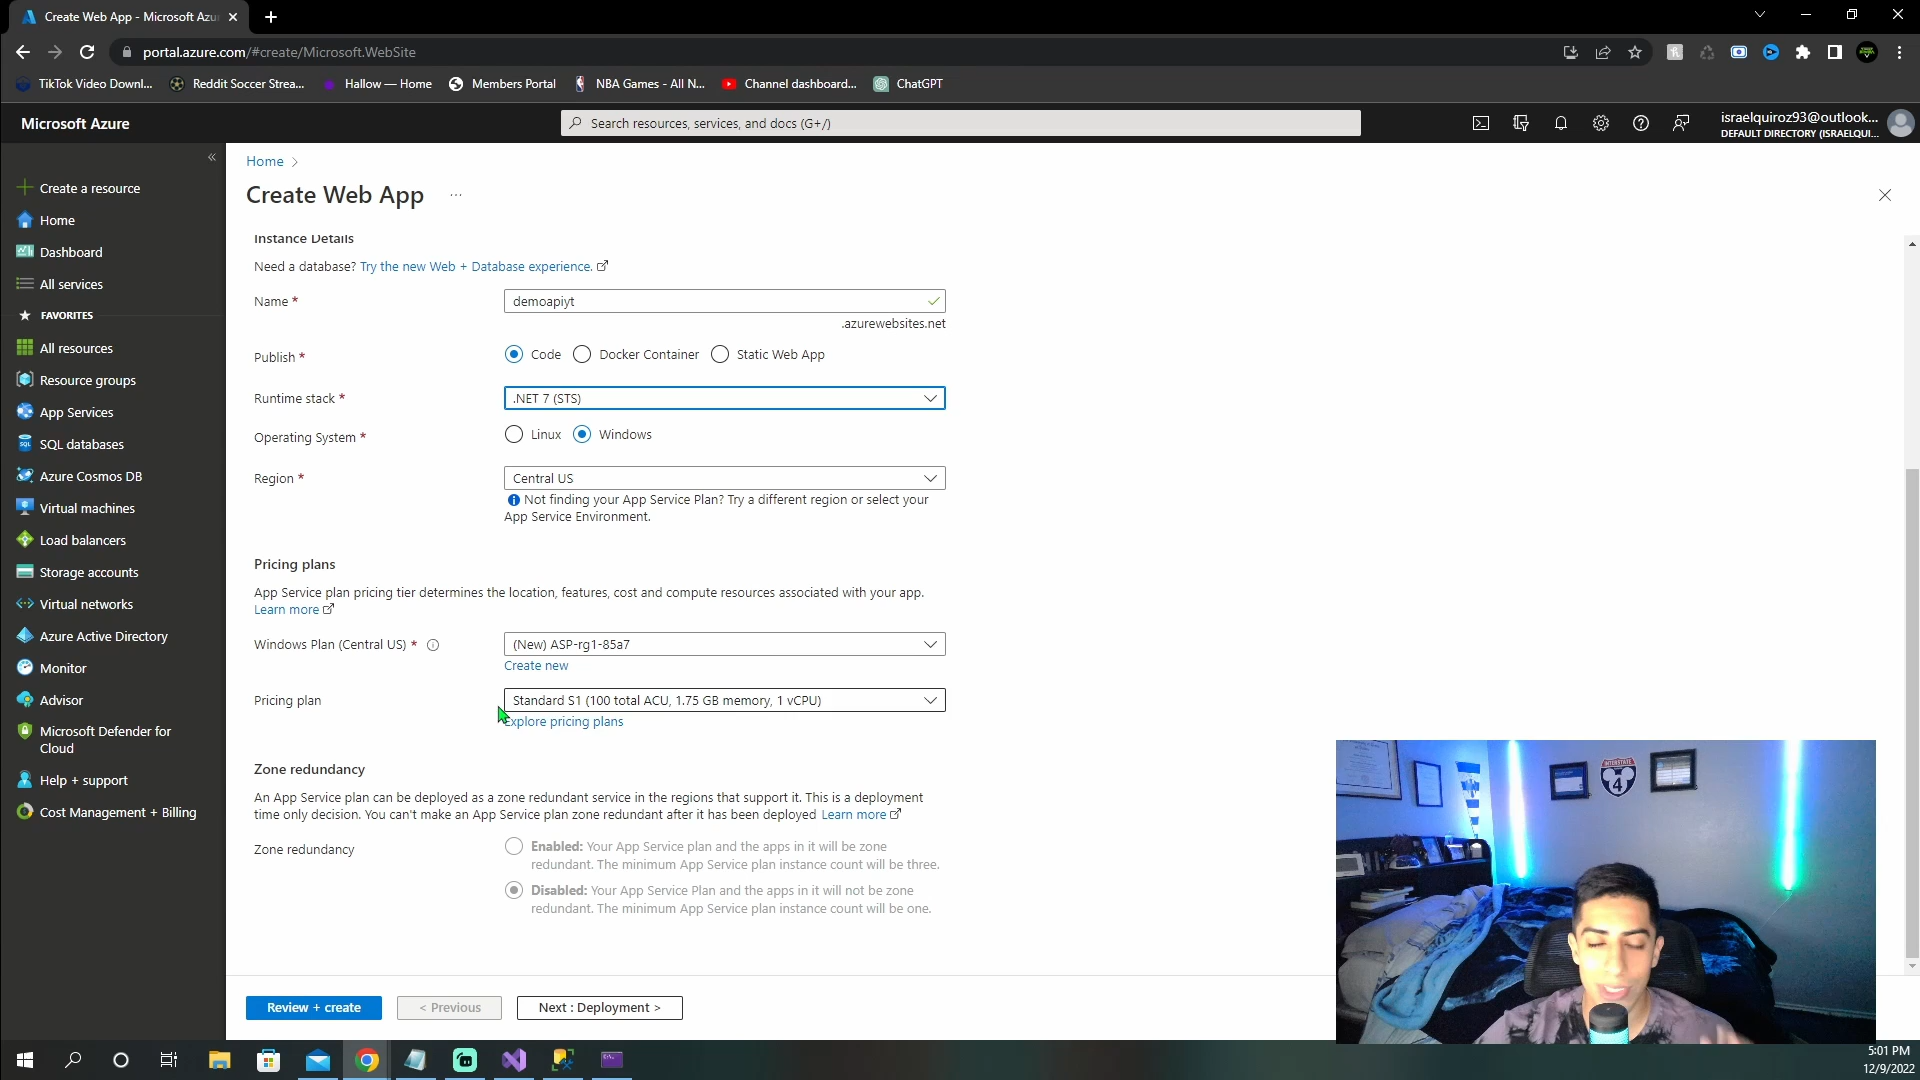 Create Web App - Microsoft Azu
portal.azure.com/#create/Microsoft.WebSite
TikTok Video Downl...
Reddit Soccer Strea...
Hallow — Home
Members Portal
NBA Games - All N...
Channel dashboard...
ChatGPT
Microsoft Azure
Search resources, services, and docs (G+/)
israelquiroz93@outlook...
DEFAULT DIRECTORY (ISRAELQUI...
Create a resource
Home
Dashboard
All services
FAVORITES
All resources
Resource groups
App Services
SQL databases
Azure Cosmos DB
Virtual machines
Load balancers
Storage accounts
Virtual networks
Azure Active Directory
Monitor
Advisor
Microsoft Defender for
Cloud
Help + support
Cost Management + Billing
Home >
Create Web App ...
Instance Details
Need a database? Try the new Web + Database experience.
Name *
demoapiyt
.azurewebsites.net
Publish *
Code
Docker Container
Static Web App
Runtime stack *
.NET 7 (STS)
Operating System *
Linux
Windows
Region *
Central US
Not finding your App Service Plan? Try a different region or select your
App Service Environment.
Pricing plans
App Service plan pricing tier determines the location, features, cost and compute resources associated with your app.
Learn more
Windows Plan (Central US) *
(New) ASP-rg1-85a7
Create new
Pricing plan
Standard S1 (100 total ACU, 1.75 GB memory, 1 vCPU)
Explore pricing plans
Zone redundancy
An App Service plan can be deployed as a zone redundant service in the regions that support it. This is a deployment
time only decision. You can't make an App Service plan zone redundant after it has been deployed Learn more
Zone redundancy
Enabled: Your App Service plan and the apps in it will be zone
redundant. The minimum App Service plan instance count will be three.
Disabled: Your App Service Plan and the apps in it will not be zone
redundant. The minimum App Service plan instance count will be one.
Review + create
< Previous
Next : Deployment >
INTERSTATE
4
5:01 PM
12/9/2022